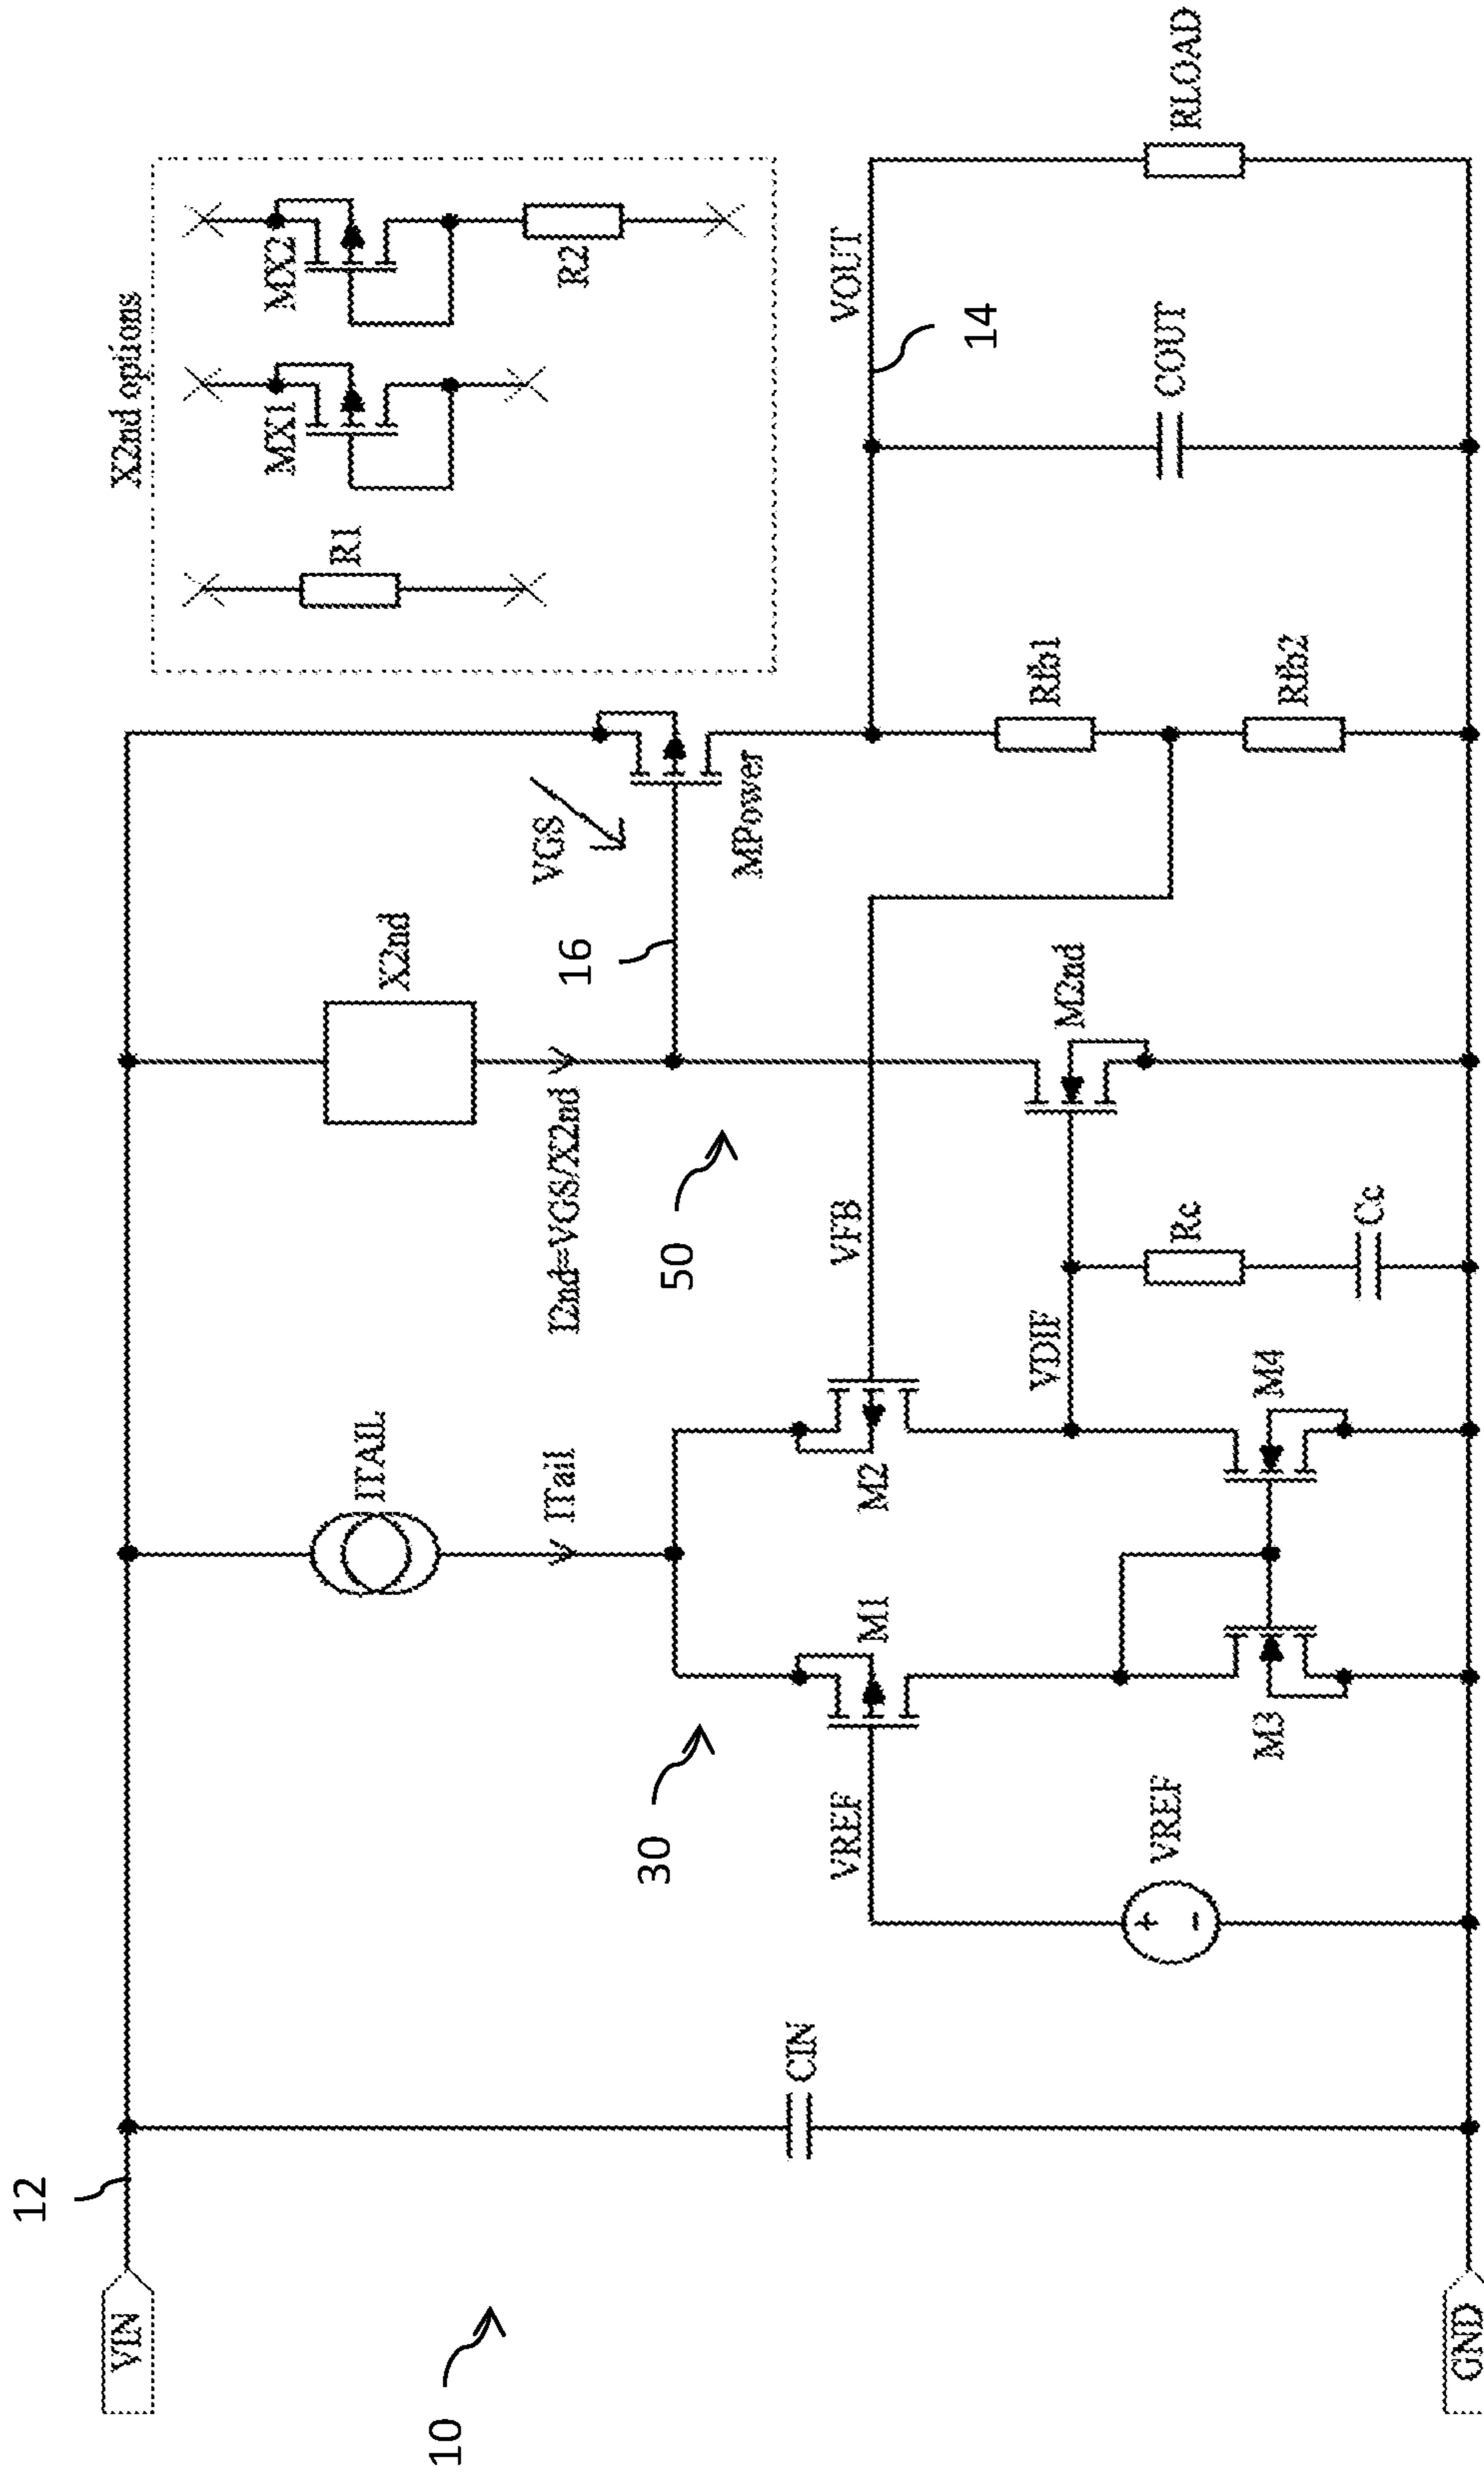 10
VIN
12
GND
CIN
VREF
VREF
30
M1
M3
ITAIL
ITail
M2
M4
VDIF
VFB
Rc
Cc
50
I2nd=VGS/X2nd
X2nd
16
M2nd
VGS
MPower
Rfb1
Rfb2
X2nd options
R1
MX1
MX2
R2
VOUT
14
COUT
RLOAD